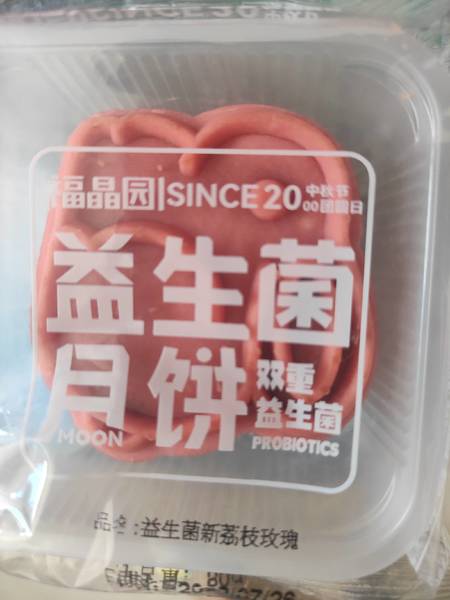 福晶园|SINCE 20 中秋节
00团圆日
益生菌
月饼 双重
益生菌
MOON PROBIOTICS
品名:益生菌新荔枝玫瑰
80g